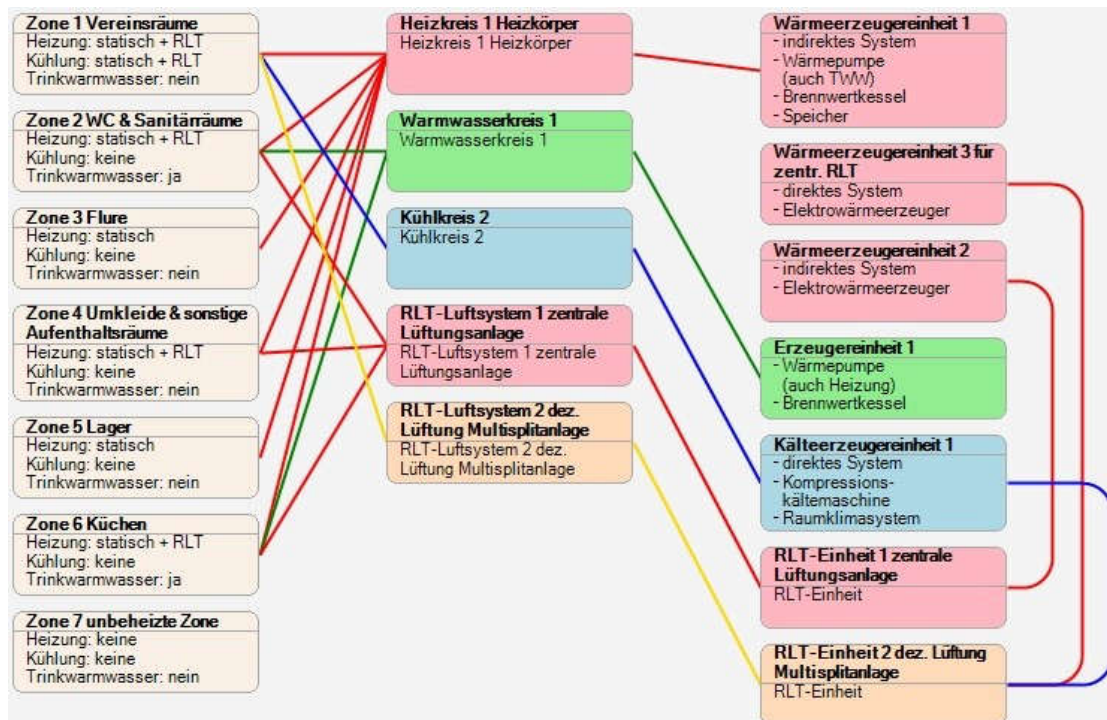 Zone 1 Vereinsräume
Heizung: statisch + RLT
Kühlung: statisch + RLT
Trinkwarmwasser: nein
Zone 2 WC & Sanitärräume
Heizung: statisch + RLT
Kühlung: keine
Trinkwarmwasser: ja
Zone 3 Flure
Heizung: statisch
Kühlung: keine
Trinkwarmwasser: nein
Zone 4 Umkleide & sonstige
Aufenthaltsräume
Heizung: statisch + RLT
Kühlung: keine
Trinkwarmwasser: nein
Zone 5 Lager
Heizung: statisch
Kühlung: keine
Trinkwarmwasser: nein
Zone 6 Küchen
Heizung: statisch + RLT
Kühlung: keine
Trinkwarmwasser: ja
Zone 7 unbeheizte Zone
Heizung: keine
Kühlung: keine
Trinkwarmwasser: nein
Heizkreis 1 Heizkörper
Heizkreis 1 Heizkörper
Warmwasserkreis 1
Warmwasserkreis 1
Kühlkreis 2
Kühlkreis 2
RLT-Luftsystem 1 zentrale
Lüftungsanlage
RLT-Luftsystem 1 zentrale
Lüftungsanlage
RLT-Luftsystem 2 dez.
Lüftung Multisplitanlage
RLT-Luftsystem 2 dez.
Lüftung Multisplitanlage
Wärmeerzeugereinheit 1
- indirektes System
- Wärmepumpe
(auch TWW)
- Brennwertkessel
- Speicher
Wärmeerzeugereinheit 3 für
zentr. RLT
- direktes System
- Elektrowärmeerzeuger
Wärmeerzeugereinheit 2
- indirektes System
- Elektrowärmeerzeuger
Erzeugereinheit 1
- Wärmepumpe
(auch Heizung)
- Brennwertkessel
Kälteerzeugereinheit 1
- direktes System
- Kompressions-
kältemaschine
- Raumklimasystem
RLT-Einheit 1 zentrale
Lüftungsanlage
RLT-Einheit
RLT-Einheit 2 dez. Lüftung
Multisplitanlage
RLT-Einheit